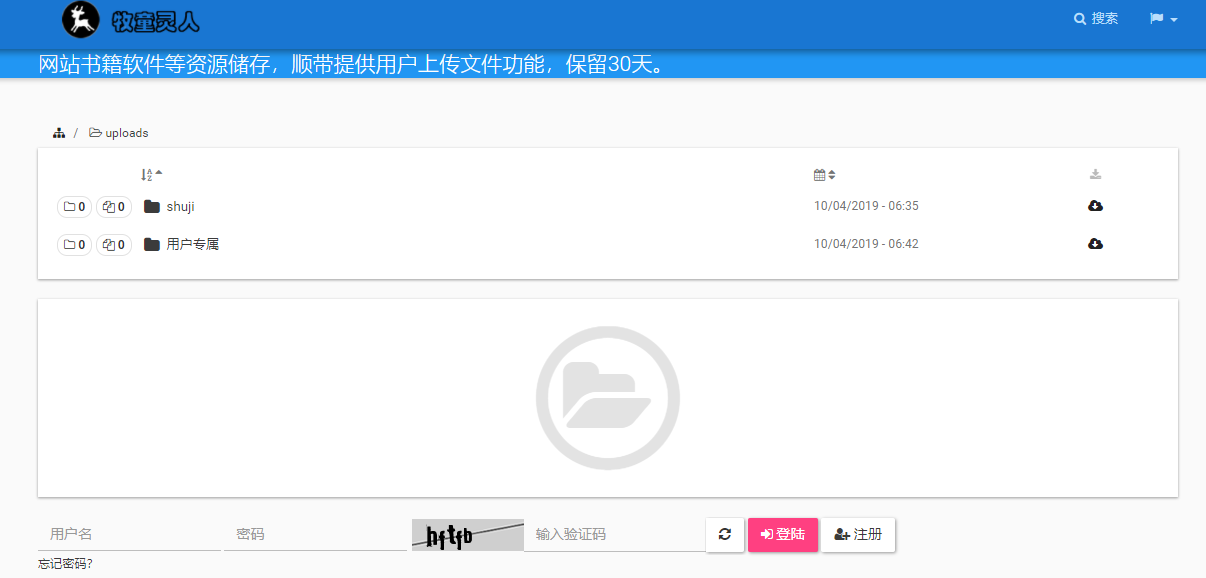 牧童灵人
搜索
网站书籍软件等资源储存，顺带提供用户上传文件功能，保留30天。
/ uploads
0 0 shuji 10/04/2019 - 06:35
0 0 用户专属 10/04/2019 - 06:42
用户名 密码 hftfb 输入验证码 登陆 注册
忘记密码?